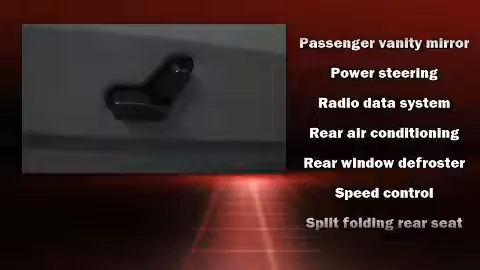 Passenger vanity mirror
Power steering
Radio data system
Rear air conditioning
Rear window defroster
Speed control
Split folding rear seat